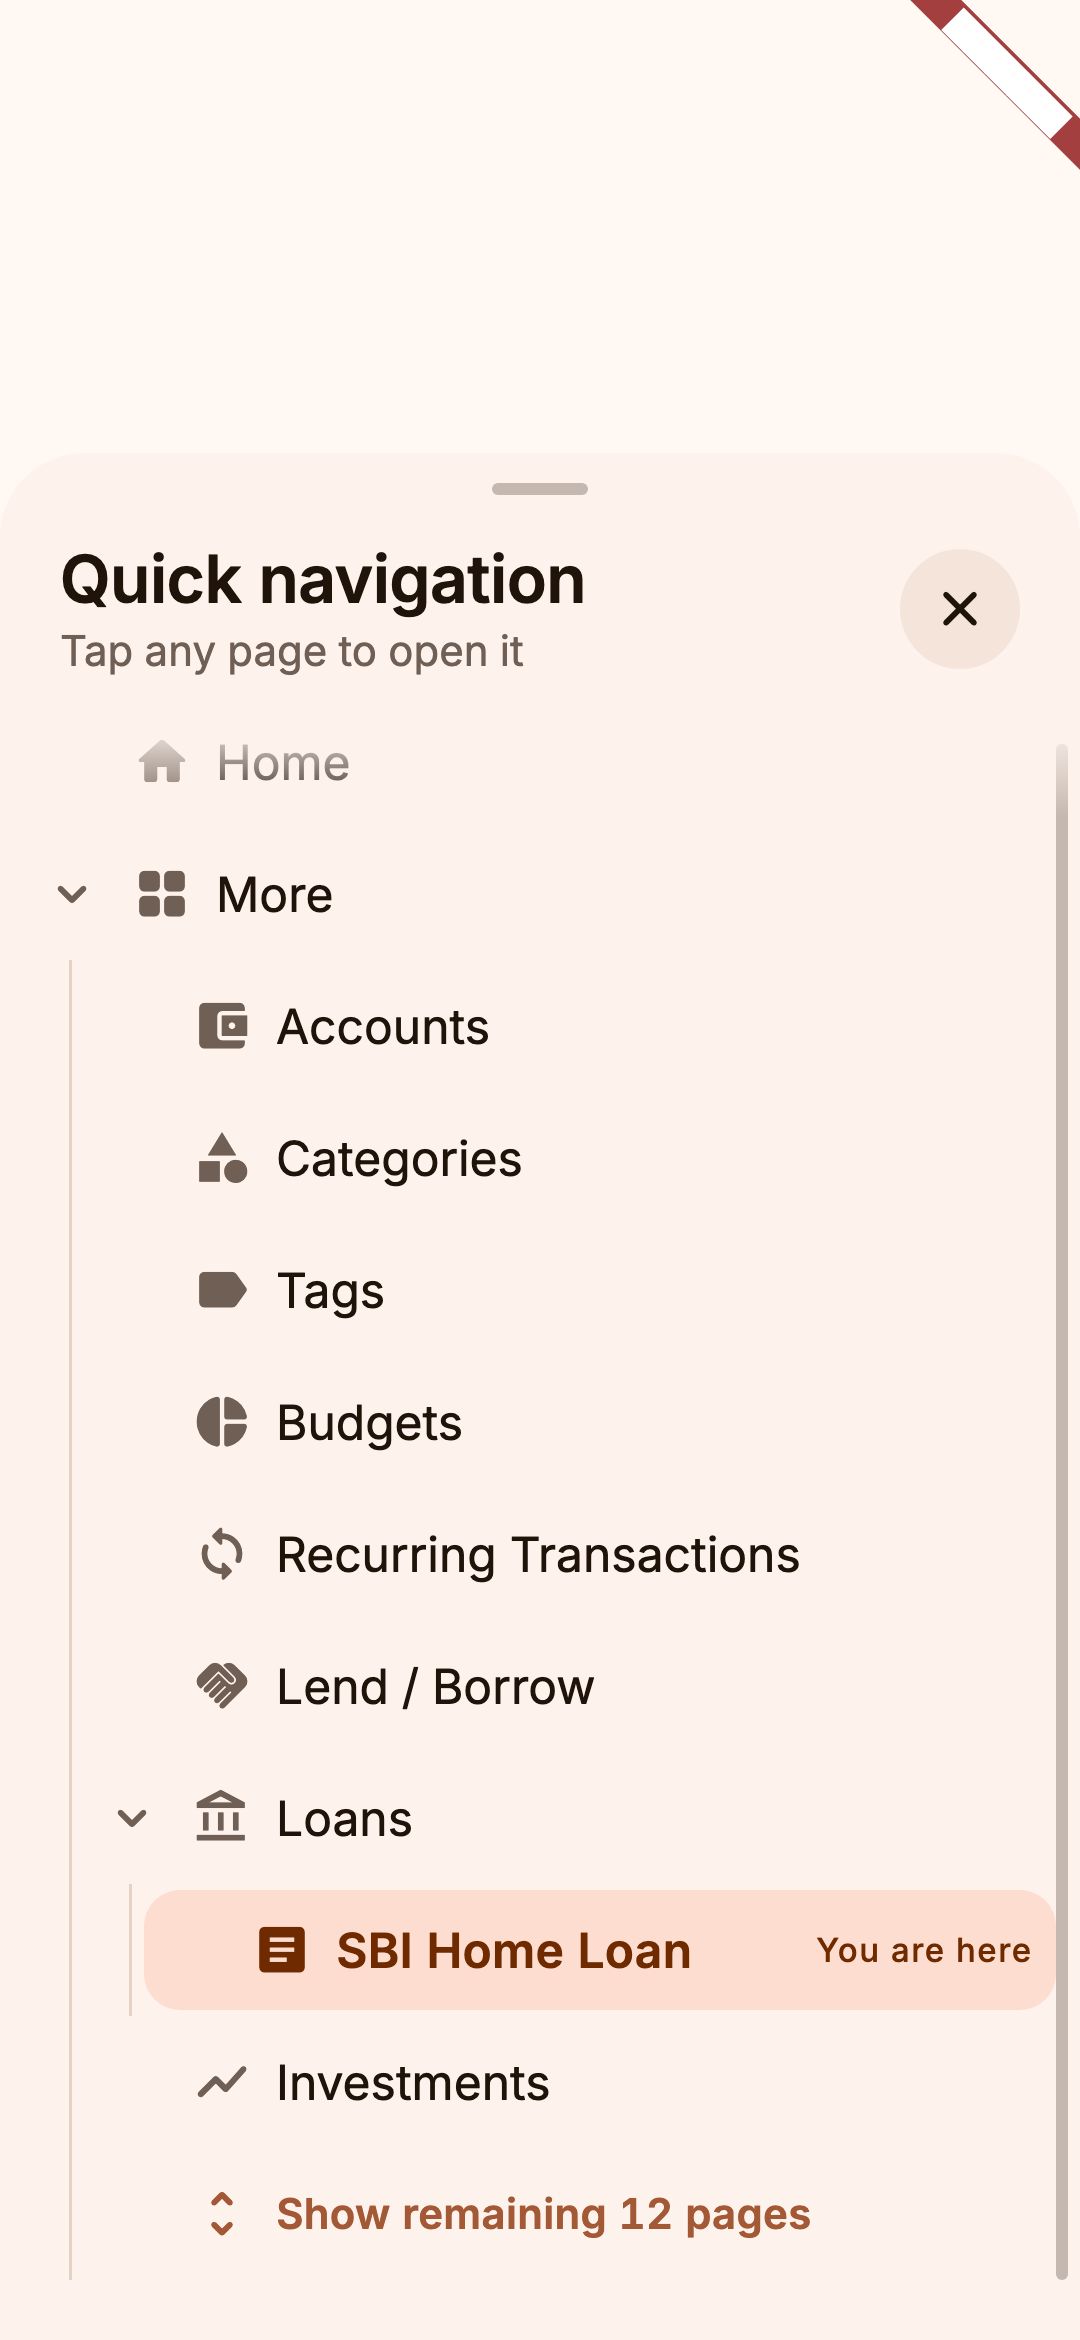 Quick navigation
Tap any page to open it
Home
More
Accounts
Categories
Tags
Budgets
Recurring Transactions
Lend / Borrow
Loans
SBI Home Loan You are here
Investments
Show remaining 12 pages